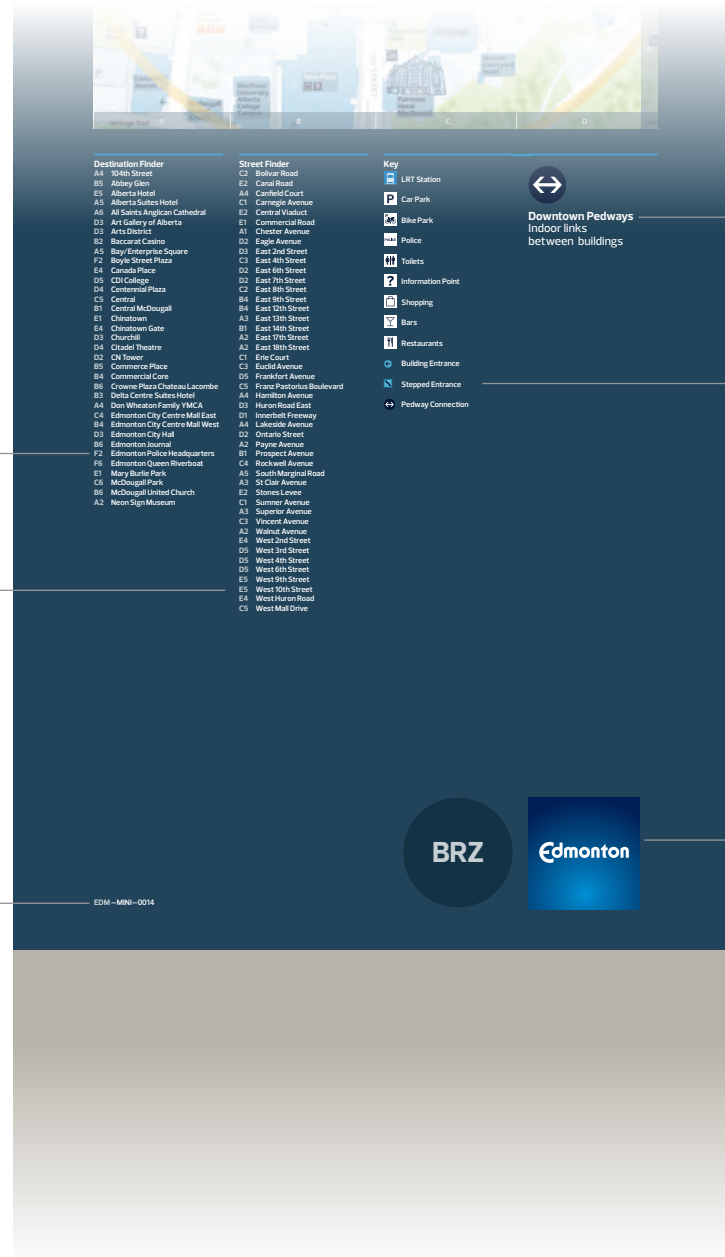 MacEwan
University
Alberta
College
Campus
Fairmont
Hotel
MacDonald
A
B
C
D
Destination Finder
A4 104th Street
B5 Abbey Glen
E5 Alberta Hotel
A5 Alberta Suites Hotel
A6 All Saints Anglican Cathedral
D3 Art Gallery of Alberta
D3 Arts District
B2 Baccarat Casino
A5 Bay/Enterprise Square
F2 Boyle Street Plaza
E4 Canada Place
D5 CDI College
D4 Centennial Plaza
C5 Central
B1 Central McDougall
E1 Chinatown
E4 Chinatown Gate
D3 Churchill
D4 Citadel Theatre
D2 CN Tower
B5 Commerce Place
B4 Commercial Core
B6 Crowne Plaza Chateau Lacombe
B3 Delta Centre Suites Hotel
A4 Don Wheaton Family YMCA
C4 Edmonton City Centre Mall East
B4 Edmonton City Centre Mall West
D3 Edmonton City Hall
B6 Edmonton Journal
F2 Edmonton Police Headquarters
F6 Edmonton Queen Riverboat
E1 Mary Burlie Park
C6 McDougall Park
B6 McDougall United Church
A2 Neon Sign Museum
Street Finder
C2 Bolivar Road
E2 Canal Road
A4 Canfield Court
C1 Carnegie Avenue
E2 Central Viaduct
E1 Commercial Road
A1 Chester Avenue
D2 Eagle Avenue
D3 East 2nd Street
C3 East 4th Street
D2 East 6th Street
D2 East 7th Street
C2 East 8th Street
B4 East 9th Street
B4 East 12th Street
A3 East 13th Street
B1 East 14th Street
A2 East 17th Street
A2 East 18th Street
C1 Erie Court
C3 Euclid Avenue
D5 Frankfort Avenue
C5 Franz Pastorius Boulevard
A4 Hamilton Avenue
D3 Huron Road East
D1 Innerbelt Freeway
A4 Lakeside Avenue
D2 Ontario Street
A2 Payne Avenue
B1 Prospect Avenue
C4 Rockwell Avenue
A5 South Marginal Road
A3 St Clair Avenue
E2 Stones Levee
C1 Sumner Avenue
A3 Superior Avenue
C3 Vincent Avenue
A2 Walnut Avenue
E4 West 2nd Street
D5 West 3rd Street
D5 West 4th Street
D5 West 6th Street
E5 West 9th Street
E5 West 10th Street
E4 West Huron Road
C5 West Mall Drive
Key
LRT Station
P Car Park
Bike Park
Police
Toilets
? Information Point
Shopping
Bars
Restaurants
Building Entrance
Stepped Entrance
Pedway Connection
Downtown Pedways
Indoor links
between buildings
BRZ
Edmonton
EDM–MINI–0014